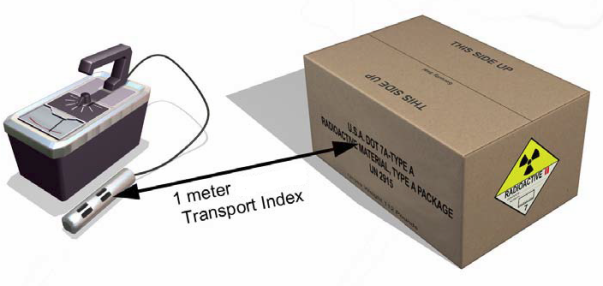 THIS SIDE UP
THIS SIDE UP
U.S.A. DOT 7A-TYPE A
RADIOACTIVE MATERIAL, TYPE A PACKAGE
UN 2915
RADIOACTIVE II
7
1 meter
Transport Index